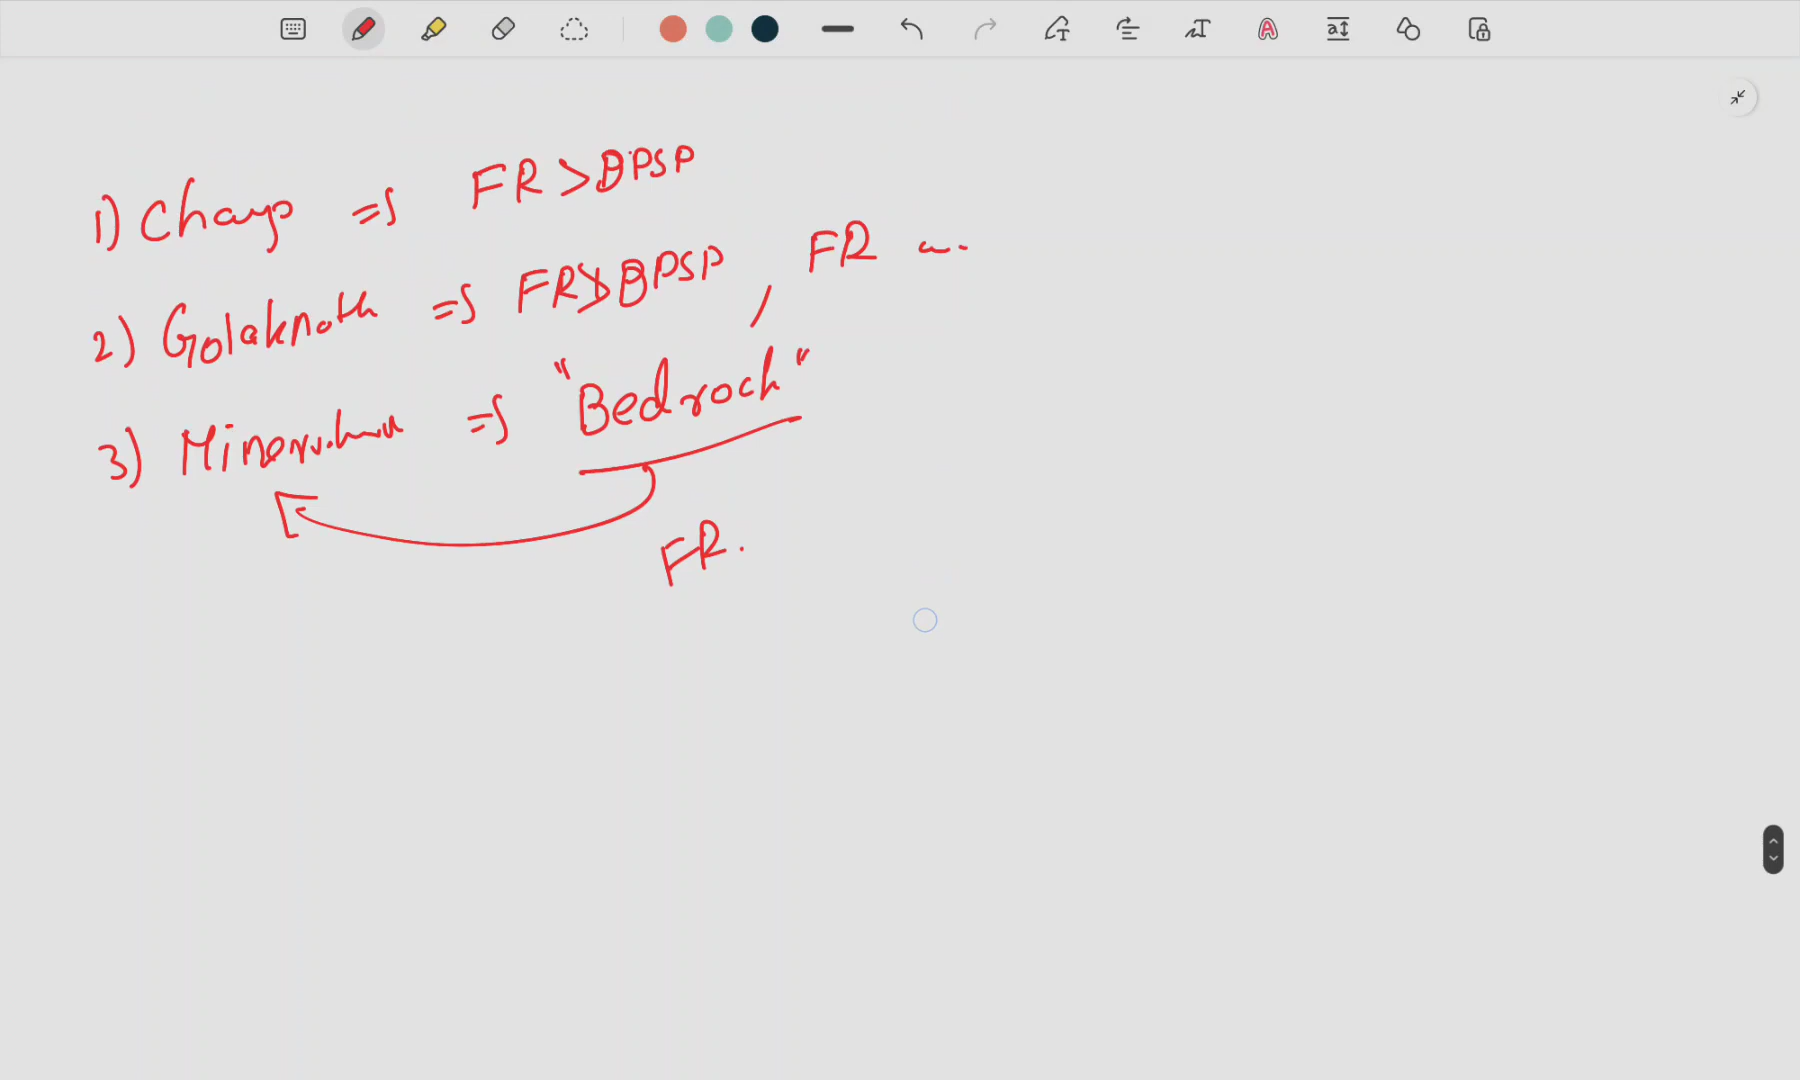 1) Champ => FR > DPSP
2) Golaknath => FR > DPSP, FR
3) Minerva => "Bedrock"
FR.